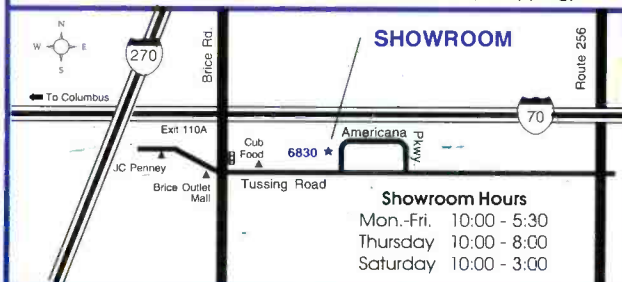 N
W E
S
270
Brice Rd.
SHOWROOM
Route 256
To Columbus
70
Exit 110A
Americana Pkwy.
Cub
Food
6830
JC Penney
Brice Outlet
Mall
Tussing Road
Showroom Hours
Mon.-Fri. 10:00 - 5:30
Thursday 10:00 - 8:00
Saturday 10:00 - 3:00